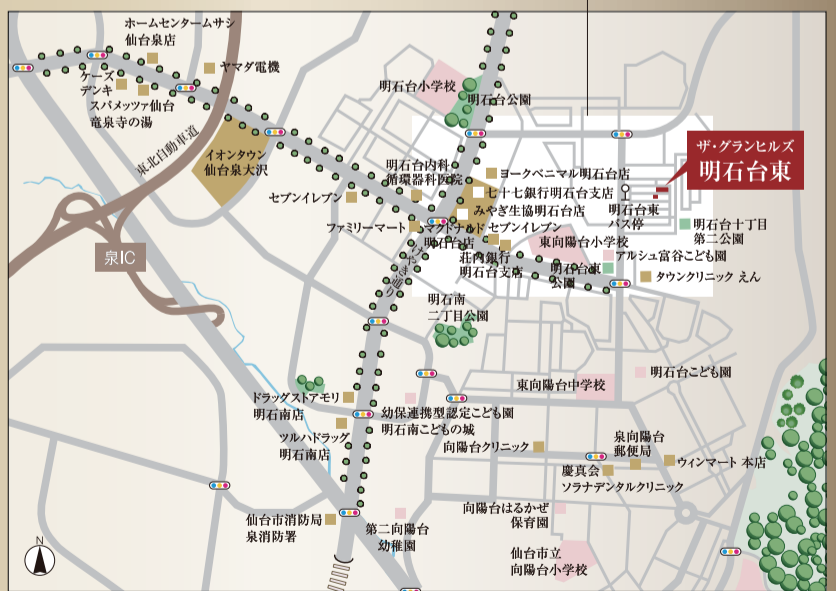 ホームセンタームサシ
仙台泉店
ヤマダ電機
ケーズ
デンキ
スパメッツァ仙台
竜泉寺の湯
東北自動車道
イオンタウン
仙台泉大沢
泉IC
明石台小学校
明石台公園
明石台内科
循環器科医院
セブンイレブン
ファミリーマート
ヨークベニマル明石台店
七十七銀行明石台支店
みやぎ生協明石台店
マクドナルド
明石台店
セブンイレブン
荘内銀行
明石台支店
けやき通り
東向陽台小学校
明石台東
公園
明石台東
バス停
ザ・グランヒルズ
明石台東
明石台十丁目
第二公園
アルシュ富谷こども園
タウンクリニック えん
明石南
二丁目公園
ドラッグストアモリ
明石南店
ツルハドラッグ
明石南店
幼保連携型認定こども園
明石南こどもの城
東向陽台中学校
明石台こども園
向陽台クリニック
泉向陽台
郵便局
ウィンマート 本店
慶真会
ソラナデンタルクリニック
仙台市消防局
泉消防署
第二向陽台
幼稚園
向陽台はるかぜ
保育園
仙台市立
向陽台小学校
N